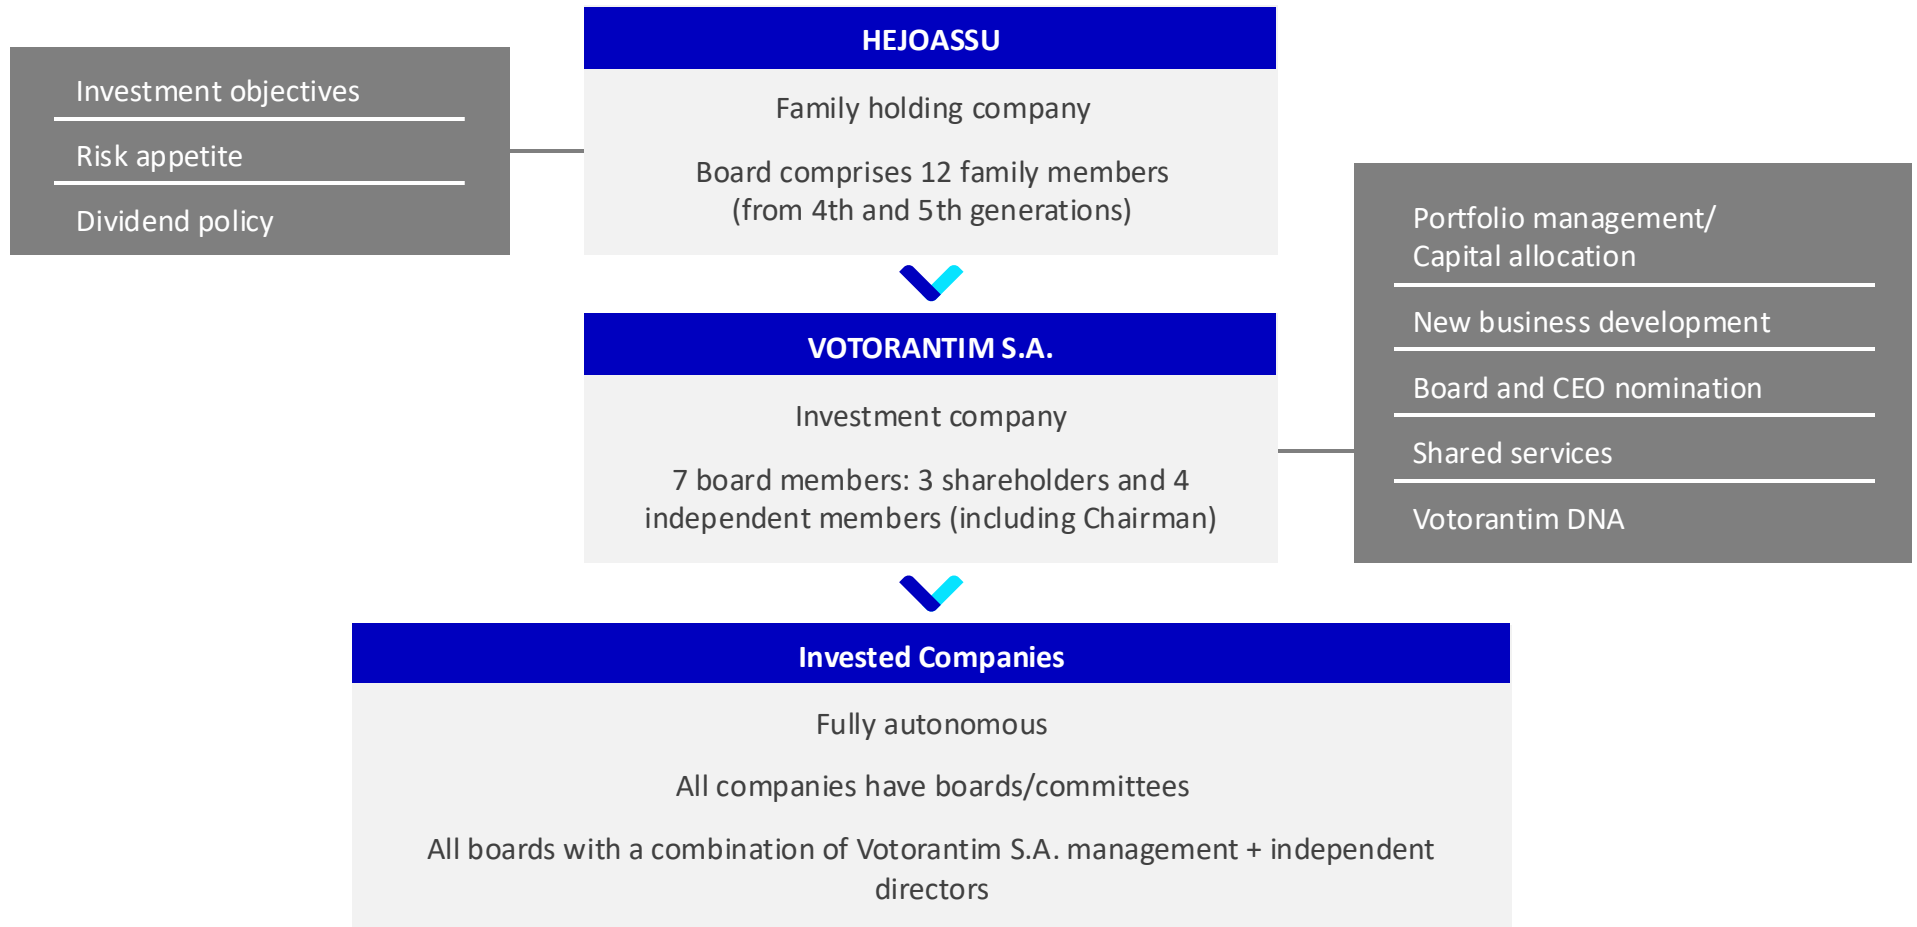 HEJOASSU
Investment objectives
Risk appetite
Dividend policy
Family holding company
Board comprises 12 family members
(from 4th and 5th generations)
VOTORANTIM S.A.
Investment company
7 board members: 3 shareholders and 4
independent members (including Chairman)
Portfolio management/
Capital allocation
New business development
Board and CEO nomination
Shared services
Votorantim DNA
Invested Companies
Fully autonomous
All companies have boards/committees
All boards with a combination of Votorantim S.A. management + independent
directors